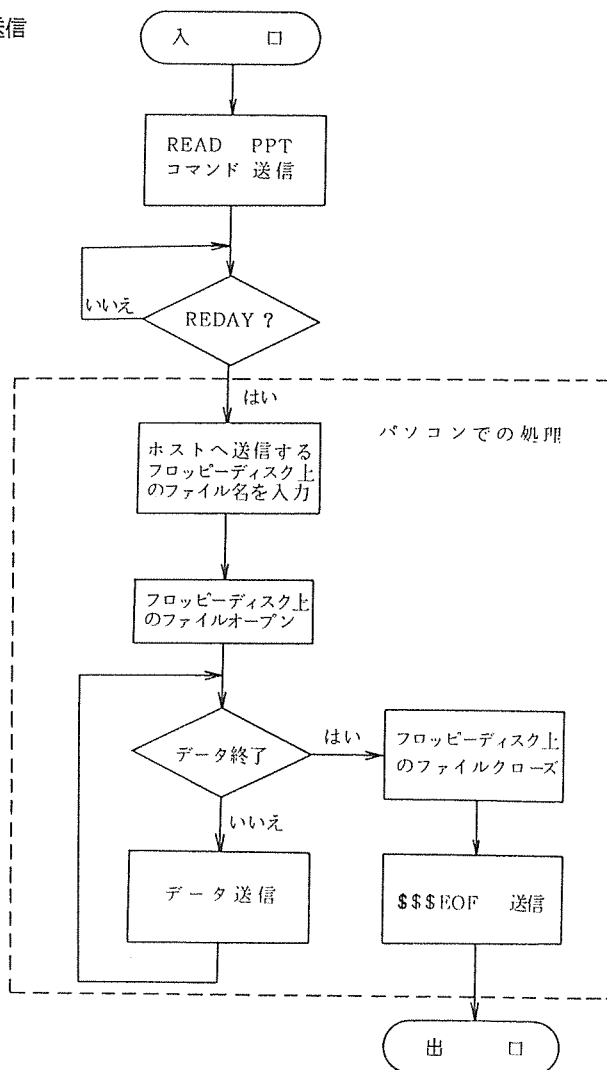 送信
入 口
READ PPT
コマンド 送信
いいえ
REDAY ?
はい
パソコンでの処理
ホストへ送信する
フロッピーディスク上
のファイル名を入力
フロッピーディスク上
のファイルオープン
データ終了
はい
フロッピーディスク上
のファイルクローズ
いいえ
データ送信
$$$EOF 送信
出 口